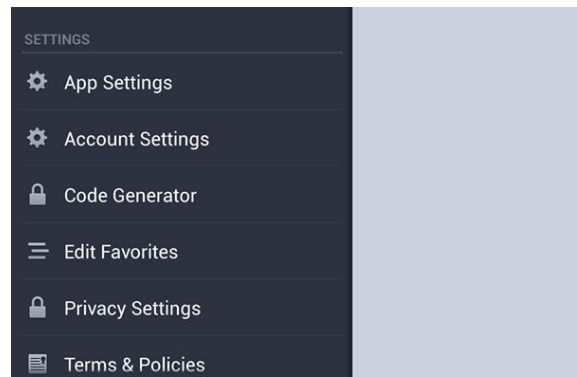 SETTINGS
App Settings
Account Settings
Code Generator
Edit Favorites
Privacy Settings
Terms & Policies